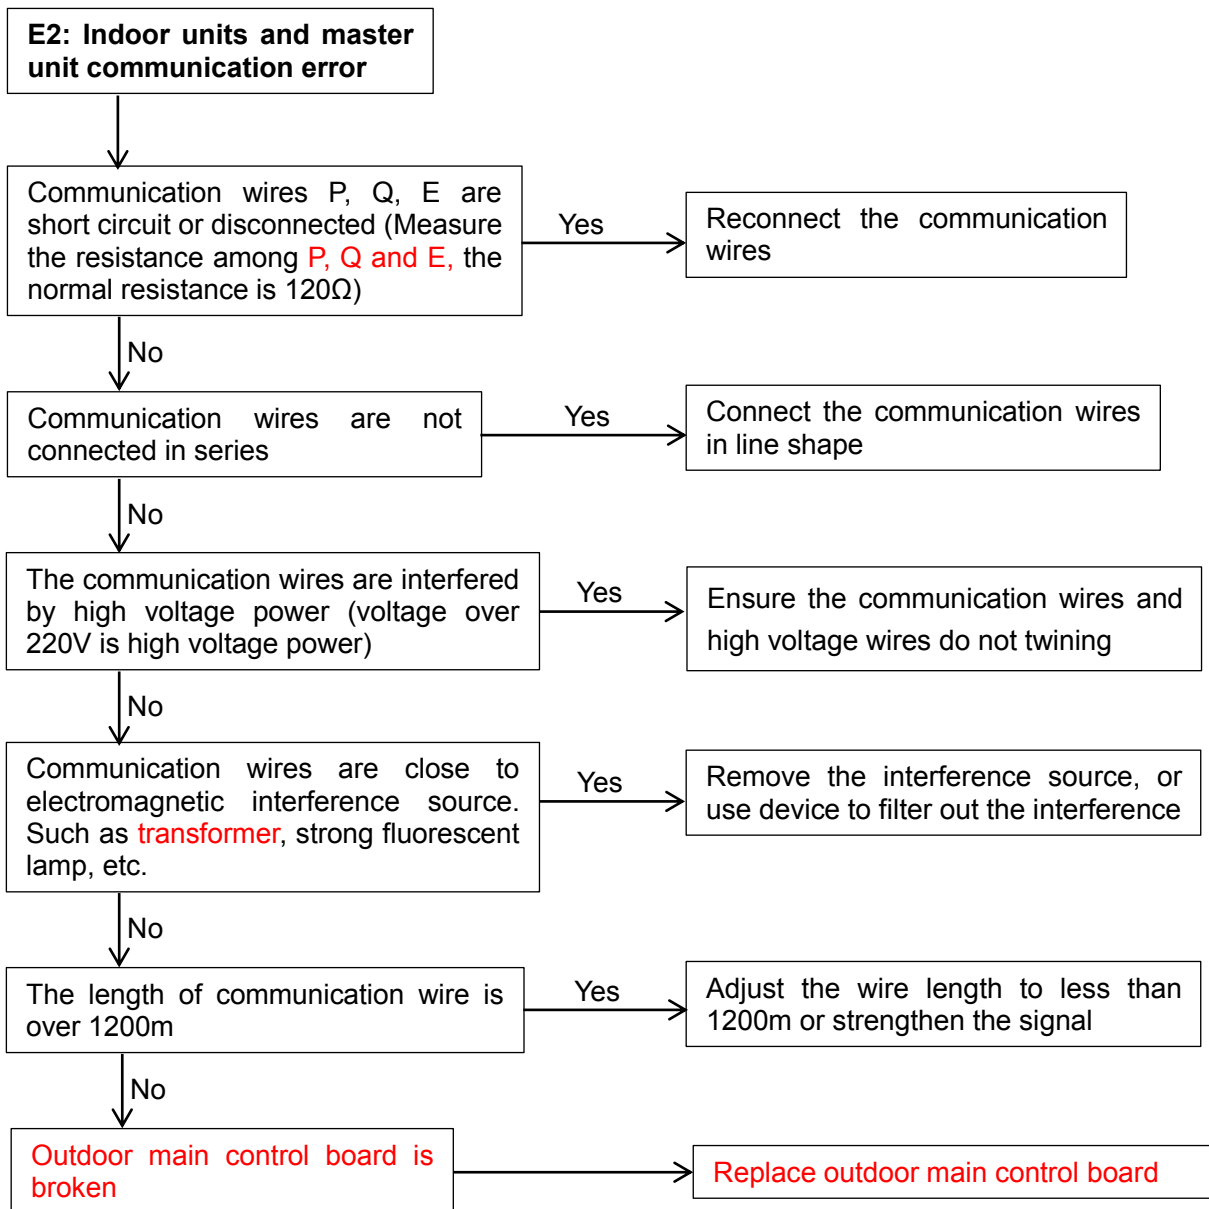 E2: Indoor units and master
unit communication error
Communication wires P, Q, E are
short circuit or disconnected (Measure
the resistance among P, Q and E, the
normal resistance is 120Ω)
Yes
Reconnect the communication
wires
No
Communication wires are not
connected in series
Yes
Connect the communication wires
in line shape
No
The communication wires are interfered
by high voltage power (voltage over
220V is high voltage power)
Yes
Ensure the communication wires and
high voltage wires do not twining
No
Communication wires are close to
electromagnetic interference source.
Such as transformer, strong fluorescent
lamp, etc.
Yes
Remove the interference source, or
use device to filter out the interference
No
The length of communication wire is
over 1200m
Yes
Adjust the wire length to less than
1200m or strengthen the signal
No
Outdoor main control board is
broken
Replace outdoor main control board